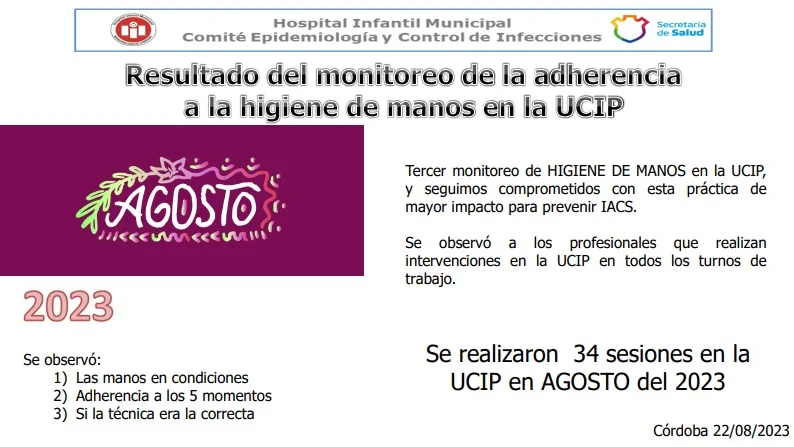 Hospital Infantil Municipal
Comité Epidemiología y Control de Infecciones
Secretaría
de Salud
Resultado del monitoreo de la adherencia
a la higiene de manos en la UCIP
AGOSTO
2023
Tercer monitoreo de HIGIENE DE MANOS en la UCIP,
y seguimos comprometidos con esta práctica de
mayor impacto para prevenir IACS.
Se observó a los profesionales que realizan
intervenciones en la UCIP en todos los turnos de
trabajo.
Se observó:
1) Las manos en condiciones
2) Adherencia a los 5 momentos
3) Si la técnica era la correcta
Se realizaron 34 sesiones en la
UCIP en AGOSTO del 2023
Córdoba 22/08/2023